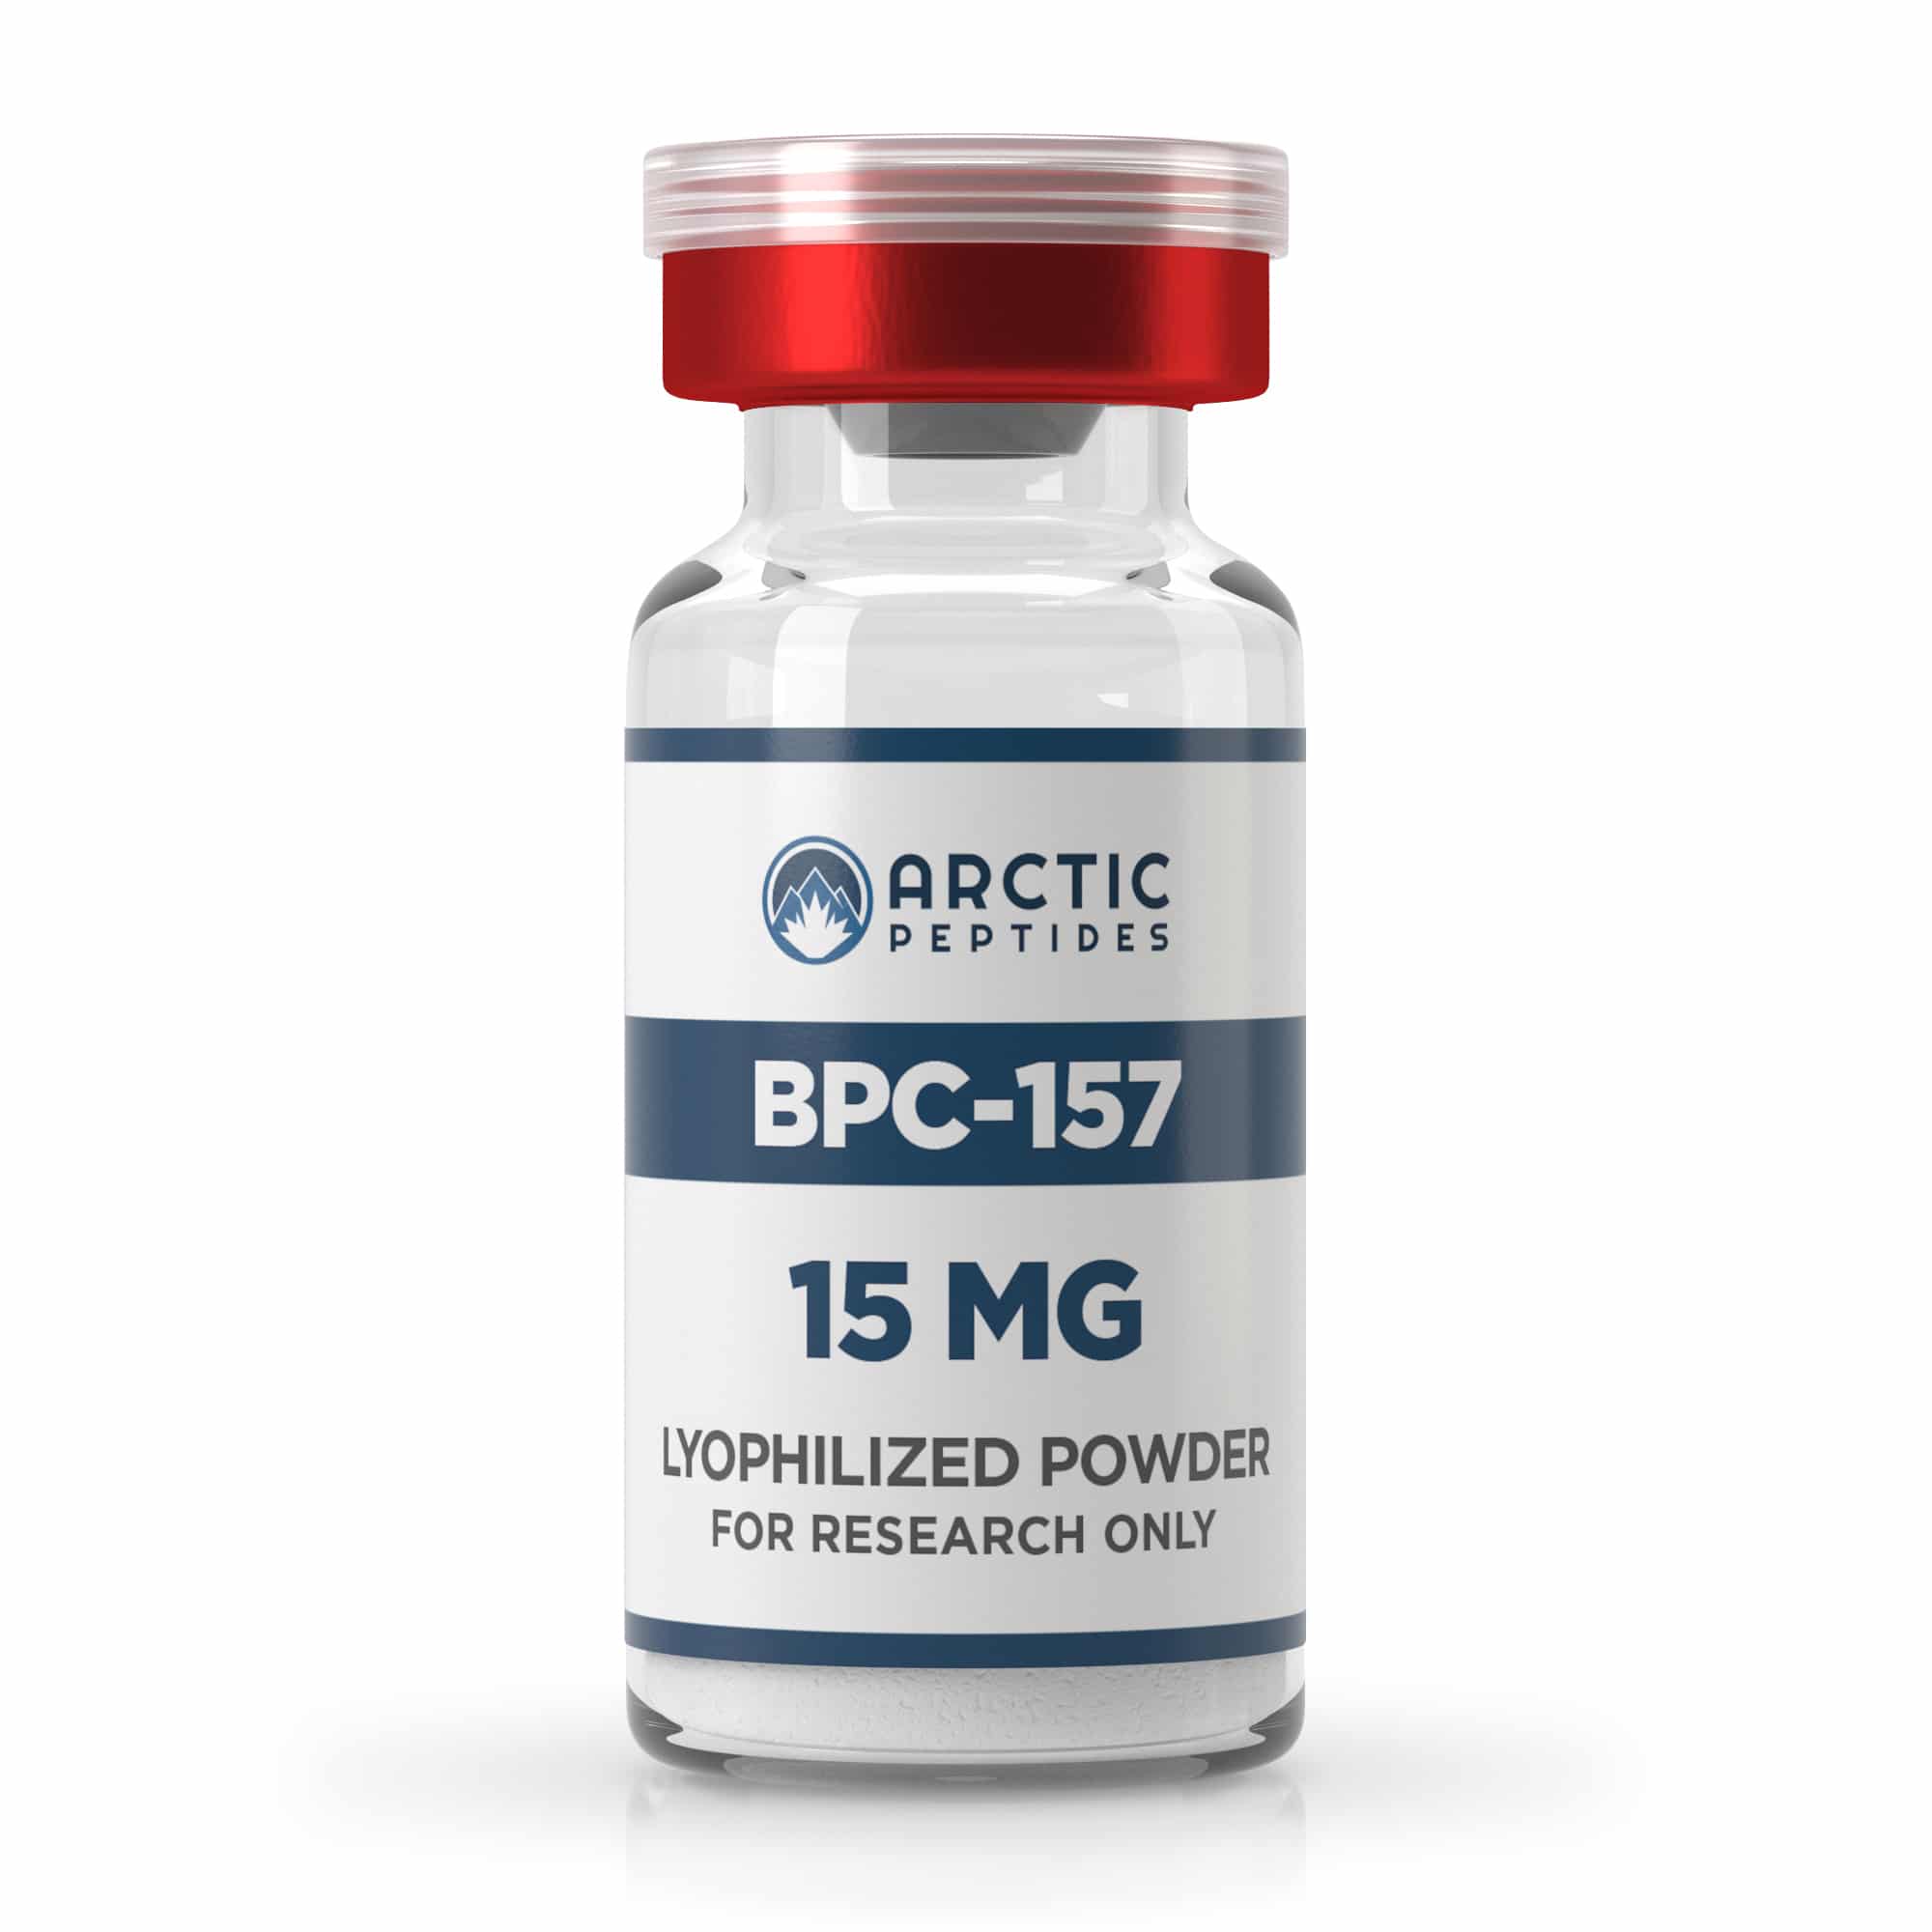 ARCTIC
PEPTIDES
BPC-157
15 MG
LYOPHILIZED POWDER
FOR RESEARCH ONLY